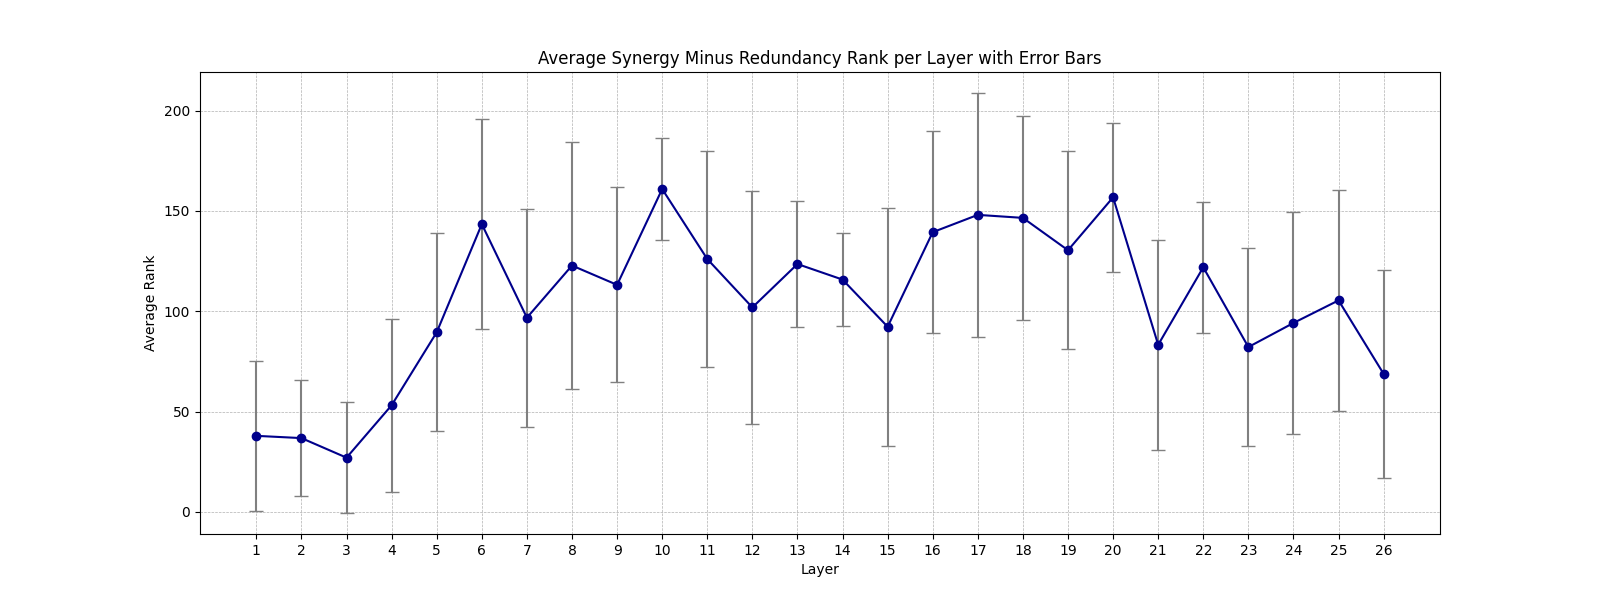 Average Synergy Minus Redundancy Rank per Layer with Error Bars
Average Rank
200
150
100
50
0
1 2 3 4 5 6 7 8 9 10 11 12 13 14 15 16 17 18 19 20 21 22 23 24 25 26
Layer